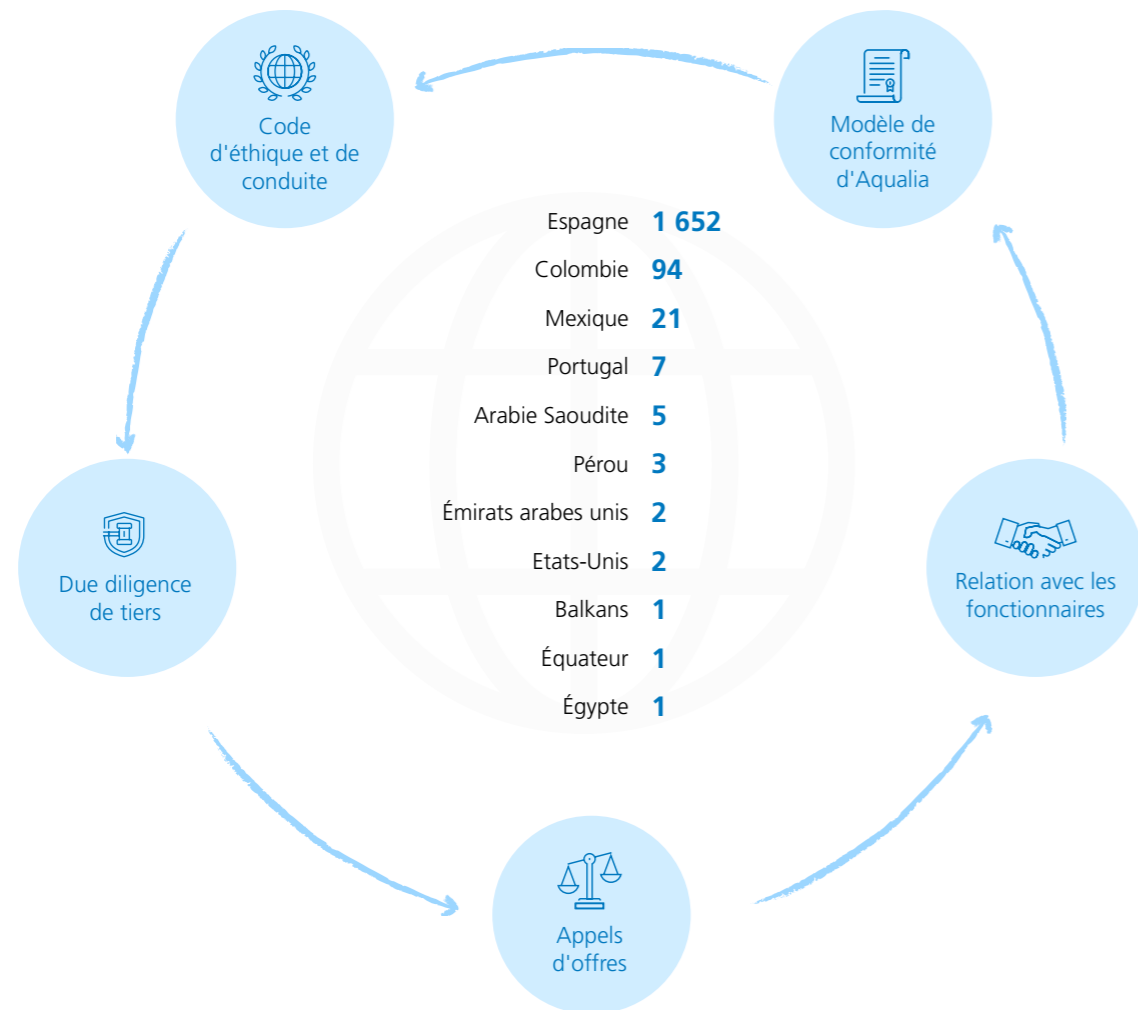 Code
d'éthique et de
conduite
Modèle de
conformité
d'Aqualia
Espagne 1 652
Colombie 94
Mexique 21
Portugal 7
Arabie Saoudite 5
Pérou 3
Émirats arabes unis 2
Etats-Unis 2
Balkans 1
Équateur 1
Égypte 1
Due diligence
de tiers
Relation avec les
fonctionnaires
Appels
d'offres